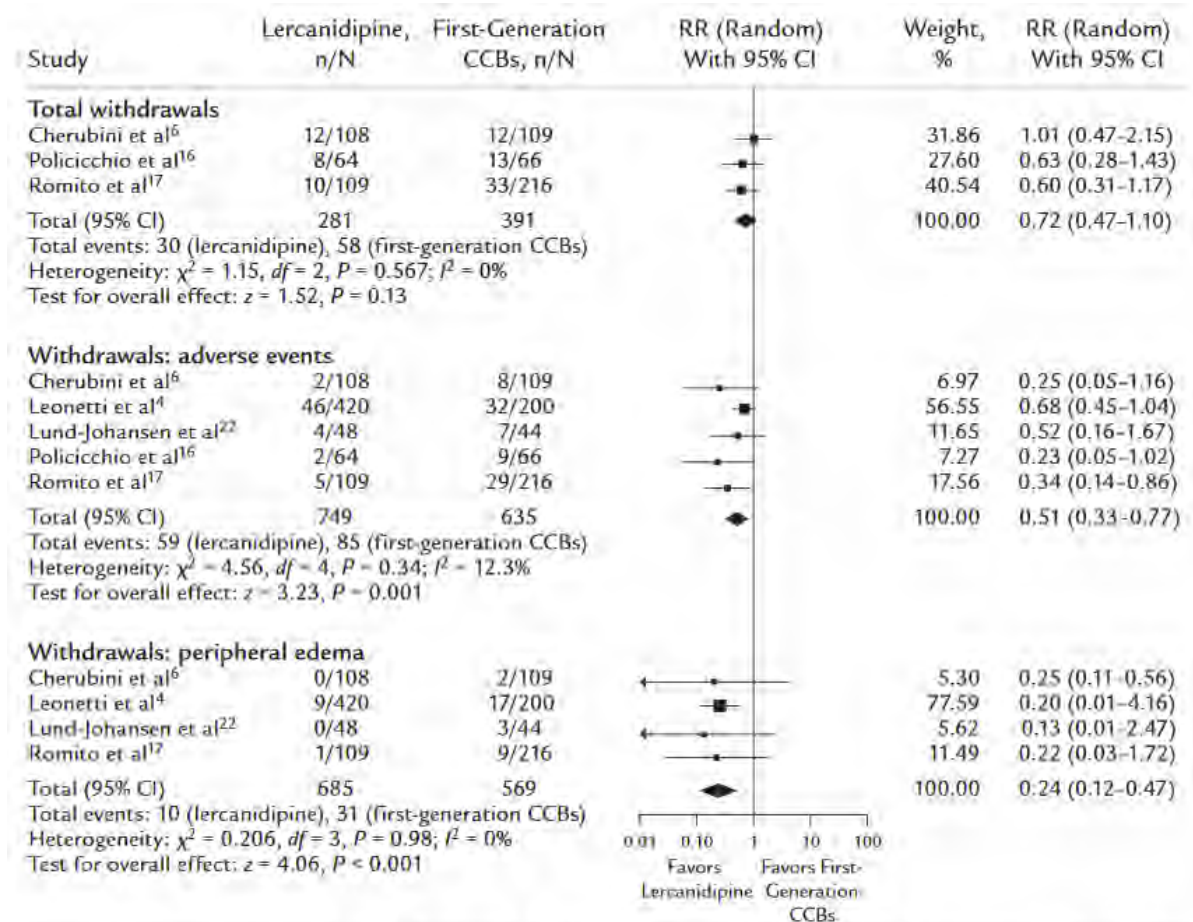 Study Lercanidipine, n/N First-Generation CCBs, n/N RR (Random) With 95% CI Weight, % RR (Random) With 95% CI
Total withdrawals
Cherubini et al6 12/108 12/109 31.86 1.01 (0.47–2.15)
Policicchio et al16 8/64 13/66 27.60 0.63 (0.28–1.43)
Romito et al17 10/109 33/216 40.54 0.60 (0.31–1.17)
Total (95% CI) 281 391 100.00 0.72 (0.47–1.10)
Total events: 30 (lercanidipine), 58 (first-generation CCBs)
Heterogeneity: χ² = 1.15, df = 2, P = 0.567; I² = 0%
Test for overall effect: z = 1.52, P = 0.13
Withdrawals: adverse events
Cherubini et al6 2/108 8/109 6.97 0.25 (0.05–1.16)
Leonetti et al4 46/420 32/200 56.55 0.68 (0.45–1.04)
Lund-Johansen et al22 4/48 7/44 11.65 0.52 (0.16–1.67)
Policicchio et al16 2/64 9/66 7.27 0.23 (0.05–1.02)
Romito et al17 5/109 29/216 17.56 0.34 (0.14–0.86)
Total (95% CI) 749 635 100.00 0.51 (0.33–0.77)
Total events: 59 (lercanidipine), 85 (first-generation CCBs)
Heterogeneity: χ² = 4.56, df = 4, P = 0.34; I² = 12.3%
Test for overall effect: z = 3.23, P = 0.001
Withdrawals: peripheral edema
Cherubini et al6 0/108 2/109 5.30 0.25 (0.11–0.56)
Leonetti et al4 9/420 17/200 77.59 0.20 (0.01–4.16)
Lund-Johansen et al22 0/48 3/44 5.62 0.13 (0.01–2.47)
Romito et al17 1/109 9/216 11.49 0.22 (0.03–1.72)
Total (95% CI) 685 569 100.00 0.24 (0.12–0.47)
Total events: 10 (lercanidipine), 31 (first-generation CCBs)
Heterogeneity: χ² = 0.206, df = 3, P = 0.98; I² = 0%
Test for overall effect: z = 4.06, P < 0.001
0.01 0.10 1 10 100
Favors Lercanidipine
Favors First-Generation CCBs